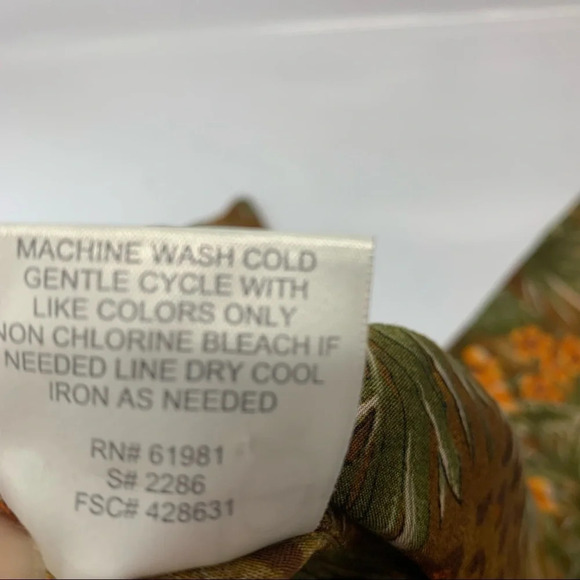 MACHINE WASH COLD
GENTLE CYCLE WITH
LIKE COLORS ONLY
NON CHLORINE BLEACH IF
NEEDED LINE DRY COOL
IRON AS NEEDED
RN# 61981
S# 2286
FSC# 428631